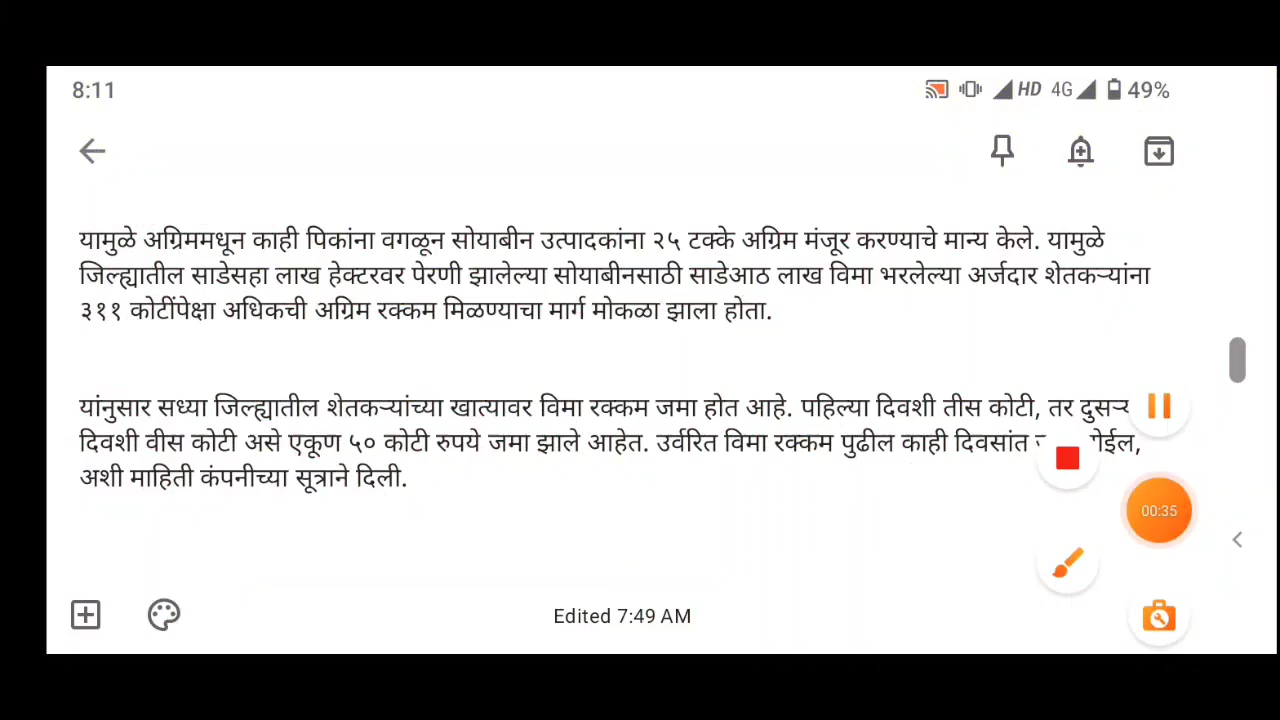 8:11
HD 4G 49%
यामुळे अग्रिममधून काही पिकांना वगळून सोयाबीन उत्पादकांना २५ टक्के अग्रिम मंजूर करण्याचे मान्य केले. यामुळे
जिल्ह्यातील साडेसहा लाख हेक्टरवर पेरणी झालेल्या सोयाबीनसाठी साडेआठ लाख विमा भरलेल्या अर्जदार शेतकऱ्यांना
३११ कोटींपेक्षा अधिकची अग्रिम रक्कम मिळण्याचा मार्ग मोकळा झाला होता.
यांनुसार सध्या जिल्ह्यातील शेतकऱ्यांच्या खात्यावर विमा रक्कम जमा होत आहे. पहिल्या दिवशी तीस कोटी, तर
दिवशी वीस कोटी असे एकूण ५० कोटी रुपये जमा झाले आहेत. उर्वरित विमा रक्कम पुढील काही दिवसांत
अशी माहिती कंपनीच्या सूत्राने दिली.
00:35
Edited 7:49 AM